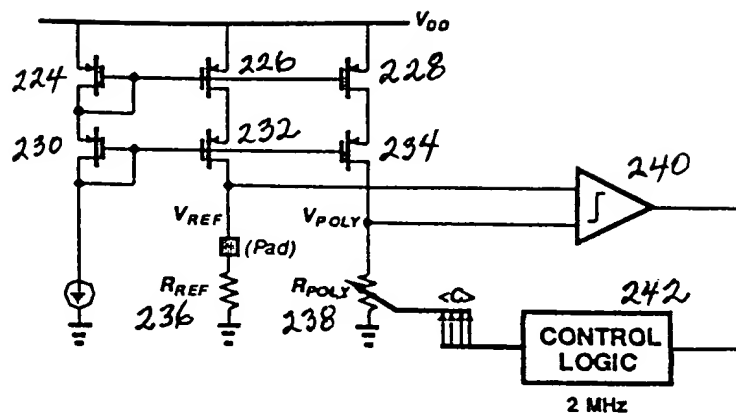 V_DD
224 226 228
230 232 234
240
V_REF V_POLY
(Pad)
R_REF R_POLY <C>
236 238 242
CONTROL
LOGIC
2 MHz